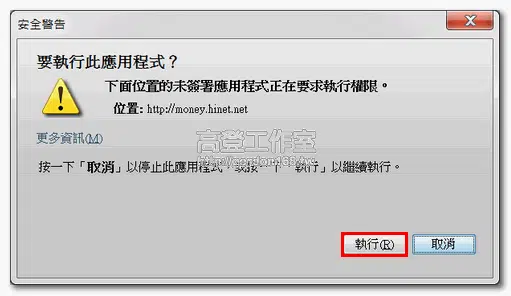 安全警告
要執行此應用程式？
下面位置的未簽署應用程式正在要求執行權限。
位置: http://money.hinet.net
更多資訊(M)
高登工作室
http://gordon168.tw
按一下「取消」以停止此應用程式，或按一下「執行」以繼續執行。
執行(R)
取消